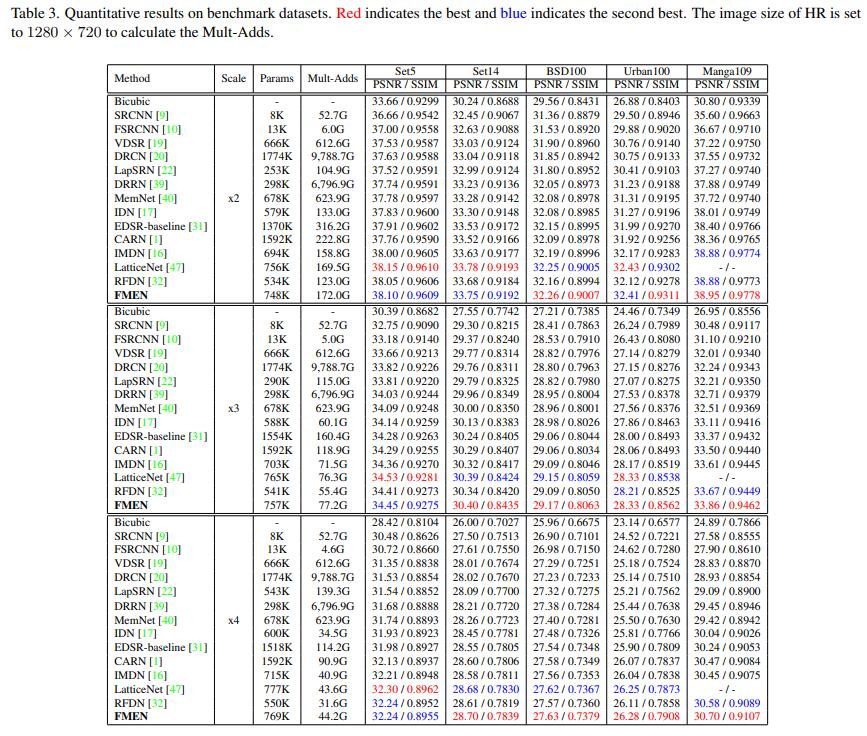 Table 3. Quantitative results on benchmark datasets. Red indicates the best and blue indicates the second best. The image size of HR is set
to 1280 × 720 to calculate the Mult-Adds.
Method Scale Params Mult-Adds Set5 Set14 BSD100 Urban100 Manga109
PSNR / SSIM PSNR / SSIM PSNR / SSIM PSNR / SSIM PSNR / SSIM
Bicubic - - 33.66 / 0.9299 30.24 / 0.8688 29.56 / 0.8431 26.88 / 0.8403 30.80 / 0.9339
SRCNN [9] 8K 52.7G 36.66 / 0.9542 32.45 / 0.9067 31.36 / 0.8879 29.50 / 0.8946 35.60 / 0.9663
FSRCNN [10] 13K 6.0G 37.00 / 0.9558 32.63 / 0.9088 31.53 / 0.8920 29.88 / 0.9020 36.67 / 0.9710
VDSR [19] 666K 612.6G 37.53 / 0.9587 33.03 / 0.9124 31.90 / 0.8960 30.76 / 0.9140 37.22 / 0.9750
DRCN [20] 1774K 9,788.7G 37.63 / 0.9588 33.04 / 0.9118 31.85 / 0.8942 30.75 / 0.9133 37.55 / 0.9732
LapSRN [22] 253K 104.9G 37.52 / 0.9591 32.99 / 0.9124 31.80 / 0.8952 30.41 / 0.9103 37.27 / 0.9740
DRRN [39] 298K 6,796.9G 37.74 / 0.9591 33.23 / 0.9136 32.05 / 0.8973 31.23 / 0.9188 37.88 / 0.9749
MemNet [40] x2 678K 623.9G 37.78 / 0.9597 33.28 / 0.9142 32.08 / 0.8978 31.31 / 0.9195 37.72 / 0.9740
IDN [17] 579K 133.0G 37.83 / 0.9600 33.30 / 0.9148 32.08 / 0.8985 31.27 / 0.9196 38.01 / 0.9749
EDSR-baseline [31] 1370K 316.2G 37.91 / 0.9602 33.53 / 0.9172 32.15 / 0.8995 31.99 / 0.9270 38.40 / 0.9766
CARN [1] 1592K 222.8G 37.76 / 0.9590 33.52 / 0.9166 32.09 / 0.8978 31.92 / 0.9256 38.36 / 0.9765
IMDN [16] 694K 158.8G 38.00 / 0.9605 33.63 / 0.9177 32.19 / 0.8996 32.17 / 0.9283 38.88 / 0.9774
LatticeNet [47] 756K 169.5G 38.15 / 0.9610 33.78 / 0.9193 32.25 / 0.9005 32.43 / 0.9302 - / -
RFDN [32] 534K 123.0G 38.05 / 0.9606 33.68 / 0.9184 32.16 / 0.8994 32.12 / 0.9278 38.88 / 0.9773
FMEN 748K 172.0G 38.10 / 0.9609 33.75 / 0.9192 32.26 / 0.9007 32.41 / 0.9311 38.95 / 0.9778
Bicubic - - 30.39 / 0.8682 27.55 / 0.7742 27.21 / 0.7385 24.46 / 0.7349 26.95 / 0.8556
SRCNN [9] 8K 52.7G 32.75 / 0.9090 29.30 / 0.8215 28.41 / 0.7863 26.24 / 0.7989 30.48 / 0.9117
FSRCNN [10] 13K 5.0G 33.18 / 0.9140 29.37 / 0.8240 28.53 / 0.7910 26.43 / 0.8080 31.10 / 0.9210
VDSR [19] 666K 612.6G 33.66 / 0.9213 29.77 / 0.8314 28.82 / 0.7976 27.14 / 0.8279 32.01 / 0.9340
DRCN [20] 1774K 9,788.7G 33.82 / 0.9226 29.76 / 0.8311 28.80 / 0.7963 27.15 / 0.8276 32.24 / 0.9343
LapSRN [22] 290K 115.0G 33.81 / 0.9220 29.79 / 0.8325 28.82 / 0.7980 27.07 / 0.8275 32.21 / 0.9350
DRRN [39] 298K 6,796.9G 34.03 / 0.9244 29.96 / 0.8349 28.95 / 0.8004 27.53 / 0.8378 32.71 / 0.9379
MemNet [40] x3 678K 623.9G 34.09 / 0.9248 30.00 / 0.8350 28.96 / 0.8001 27.56 / 0.8376 32.51 / 0.9369
IDN [17] 588K 60.1G 34.14 / 0.9259 30.13 / 0.8383 28.98 / 0.8026 27.86 / 0.8463 33.11 / 0.9416
EDSR-baseline [31] 1554K 160.4G 34.28 / 0.9263 30.24 / 0.8405 29.06 / 0.8044 28.00 / 0.8493 33.37 / 0.9432
CARN [1] 1592K 118.9G 34.29 / 0.9255 30.29 / 0.8407 29.06 / 0.8034 28.06 / 0.8493 33.50 / 0.9440
IMDN [16] 703K 71.5G 34.36 / 0.9270 30.32 / 0.8417 29.09 / 0.8046 28.17 / 0.8519 33.61 / 0.9445
LatticeNet [47] 765K 76.3G 34.53 / 0.9281 30.39 / 0.8424 29.15 / 0.8059 28.33 / 0.8538 - / -
RFDN [32] 541K 55.4G 34.41 / 0.9273 30.34 / 0.8420 29.09 / 0.8050 28.21 / 0.8525 33.67 / 0.9449
FMEN 757K 77.2G 34.45 / 0.9275 30.40 / 0.8435 29.17 / 0.8063 28.33 / 0.8562 33.86 / 0.9462
Bicubic - - 28.42 / 0.8104 26.00 / 0.7027 25.96 / 0.6675 23.14 / 0.6577 24.89 / 0.7866
SRCNN [9] 8K 52.7G 30.48 / 0.8626 27.50 / 0.7513 26.90 / 0.7101 24.52 / 0.7221 27.58 / 0.8555
FSRCNN [10] 13K 4.6G 30.72 / 0.8660 27.61 / 0.7550 26.98 / 0.7150 24.62 / 0.7280 27.90 / 0.8610
VDSR [19] 666K 612.6G 31.35 / 0.8838 28.01 / 0.7674 27.29 / 0.7251 25.18 / 0.7524 28.83 / 0.8870
DRCN [20] 1774K 9,788.7G 31.53 / 0.8854 28.02 / 0.7670 27.23 / 0.7233 25.14 / 0.7510 28.93 / 0.8854
LapSRN [22] 543K 139.3G 31.54 / 0.8852 28.09 / 0.7700 27.32 / 0.7275 25.21 / 0.7562 29.09 / 0.8900
DRRN [39] 298K 6,796.9G 31.68 / 0.8888 28.21 / 0.7720 27.38 / 0.7284 25.44 / 0.7638 29.45 / 0.8946
MemNet [40] x4 678K 623.9G 31.74 / 0.8893 28.26 / 0.7723 27.40 / 0.7281 25.50 / 0.7630 29.42 / 0.8942
IDN [17] 600K 34.5G 31.93 / 0.8923 28.45 / 0.7781 27.48 / 0.7326 25.81 / 0.7766 30.04 / 0.9026
EDSR-baseline [31] 1518K 114.2G 31.98 / 0.8927 28.55 / 0.7805 27.54 / 0.7348 25.90 / 0.7809 30.24 / 0.9053
CARN [1] 1592K 90.9G 32.13 / 0.8937 28.60 / 0.7806 27.58 / 0.7349 26.07 / 0.7837 30.47 / 0.9084
IMDN [16] 715K 40.9G 32.21 / 0.8948 28.58 / 0.7811 27.56 / 0.7353 26.04 / 0.7838 30.45 / 0.9075
LatticeNet [47] 777K 43.6G 32.30 / 0.8962 28.68 / 0.7830 27.62 / 0.7367 26.25 / 0.7873 - / -
RFDN [32] 550K 31.6G 32.24 / 0.8952 28.61 / 0.7819 27.57 / 0.7360 26.11 / 0.7858 30.58 / 0.9089
FMEN 769K 44.2G 32.24 / 0.8955 28.70 / 0.7839 27.63 / 0.7379 26.28 / 0.7908 30.70 / 0.9107